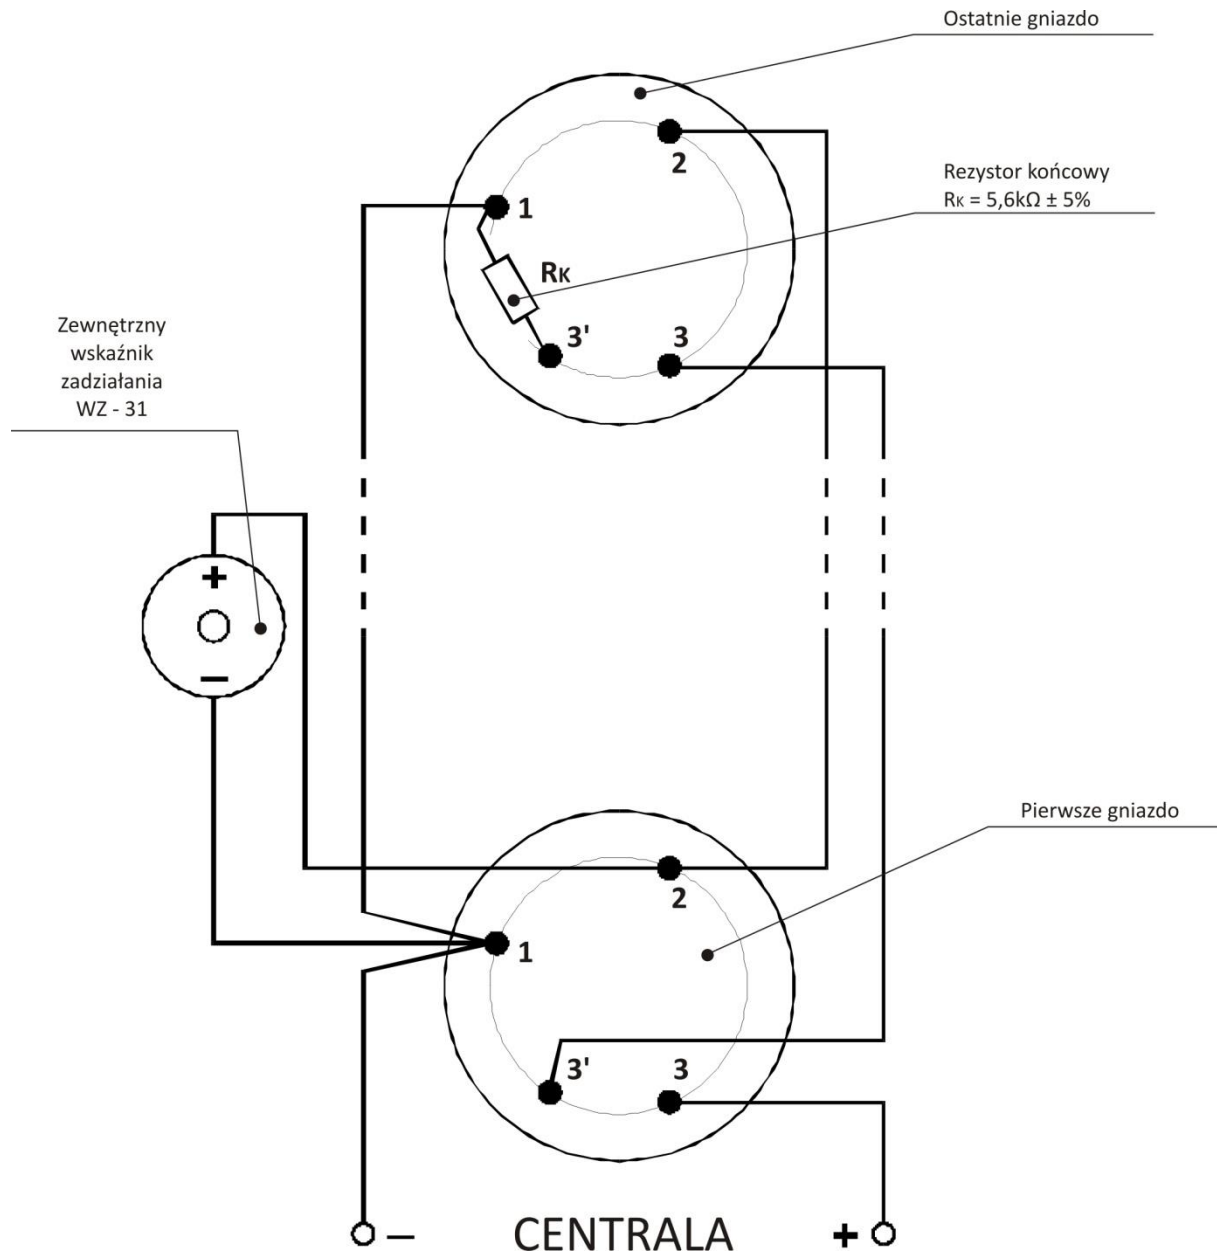 Ostatnie gniazdo
2
Rezystor końcowy
RK = 5,6kΩ ± 5%
1
RK
3'
3
Zewnętrzny
wskaźnik
zadziałania
WZ - 31
+
−
Pierwsze gniazdo
2
1
3'
3
− CENTRALA +